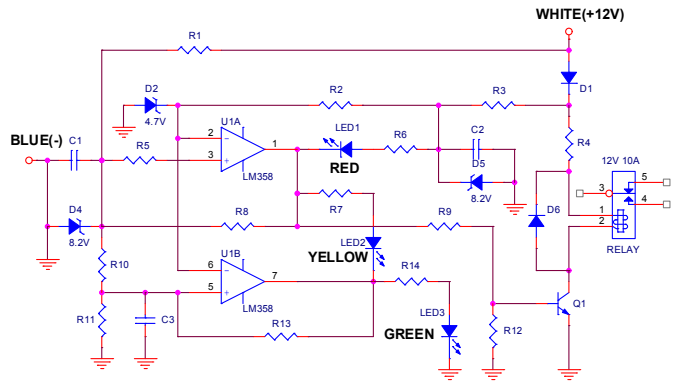 WHITE(+12V)
R1
D2
4.7V
R2
R3
D1
U1A
LED1
R6
C2
R4
BLUE(-)
C1
2
3
1
R5
LM358
RED
D5
8.2V
12V 10A
5
3
4
1
2
RELAY
D4
8.2V
R8
R7
R9
D6
R10
U1B
LED2
YELLOW
6
5
7
LM358
R14
LED3
Q1
R11
C3
R13
GREEN
R12